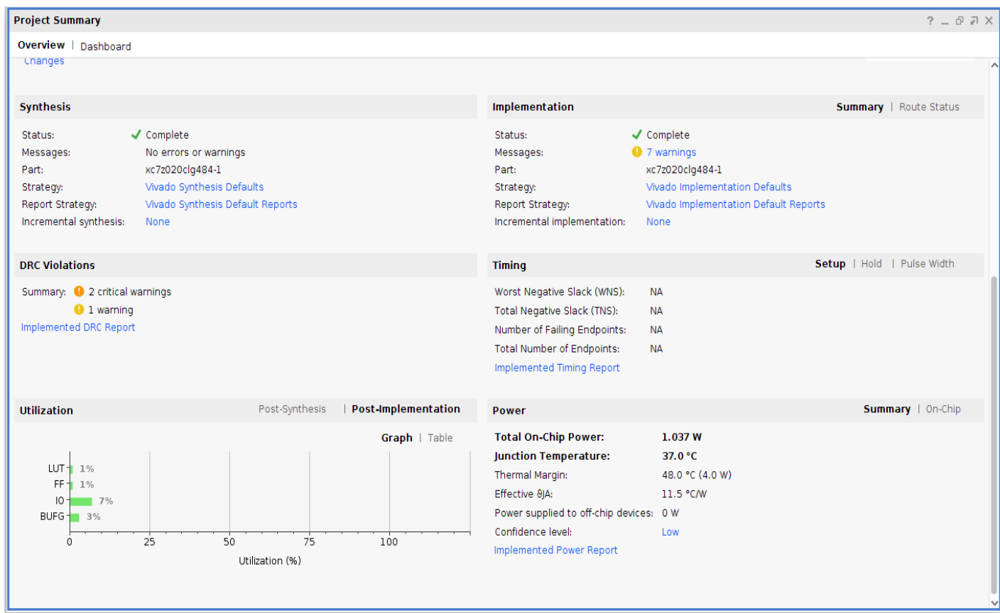 Project Summary
Overview | Dashboard
Changes
Synthesis
Status: Complete
Messages: No errors or warnings
Part: xc7z020clg484-1
Strategy: Vivado Synthesis Defaults
Report Strategy: Vivado Synthesis Default Reports
Incremental synthesis: None
Implementation
Summary | Route Status
Status: Complete
Messages: 7 warnings
Part: xc7z020clg484-1
Strategy: Vivado Implementation Defaults
Report Strategy: Vivado Implementation Default Reports
Incremental implementation: None
DRC Violations
Summary: 2 critical warnings
1 warning
Implemented DRC Report
Timing
Setup | Hold | Pulse Width
Worst Negative Slack (WNS): NA
Total Negative Slack (TNS): NA
Number of Failing Endpoints: NA
Total Number of Endpoints: NA
Implemented Timing Report
Utilization
Post-Synthesis | Post-Implementation
Graph | Table
LUT 1%
FF 1%
IO 7%
BUFG 3%
0 25 50 75 100
Utilization (%)
Power
Summary | On-Chip
Total On-Chip Power: 1.037 W
Junction Temperature: 37.0 °C
Thermal Margin: 48.0 °C (4.0 W)
Effective ϑJA: 11.5 °C/W
Power supplied to off-chip devices: 0 W
Confidence level: Low
Implemented Power Report